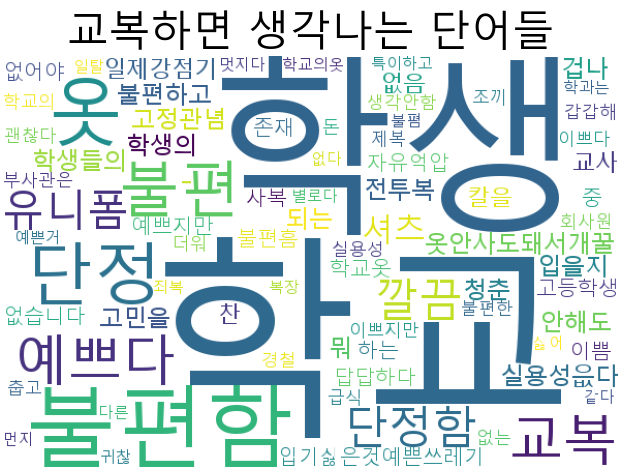 교복하면 생각나는 단어들
없어야 일탈 일제강점기 멋지다 학교의옷 학생 특이하고 없음 겁나
학교의 옷 불편하고 생각안함 조끼 학과는
괜찮다 고정관념 존재 돈 불폄 제복 갑갑해
학생들의 학생의 없다 자유억압 이쁘다 교사
부사관은 불편 사복 별로다 전투복 칼을 중
유니폼 예쁘지만 되는 셔츠 회사원
예쁜거 더워 불편흠 실용성 옷안사도돼서개꿀
단정 죄복 학교 복장 학교옷 깔끔 청춘 입을지 고등학생
없습니다 고민을 찬 이쁘지만 불편한 안해도
예쁘다 경철 뭐 하는 싫어 이쁨
춥고 불편함 답답하다 실용성읎다
다른 급식 단정함 같다
먼지 귀찮 입기싫은것예쁜쓰레기 없는 교복